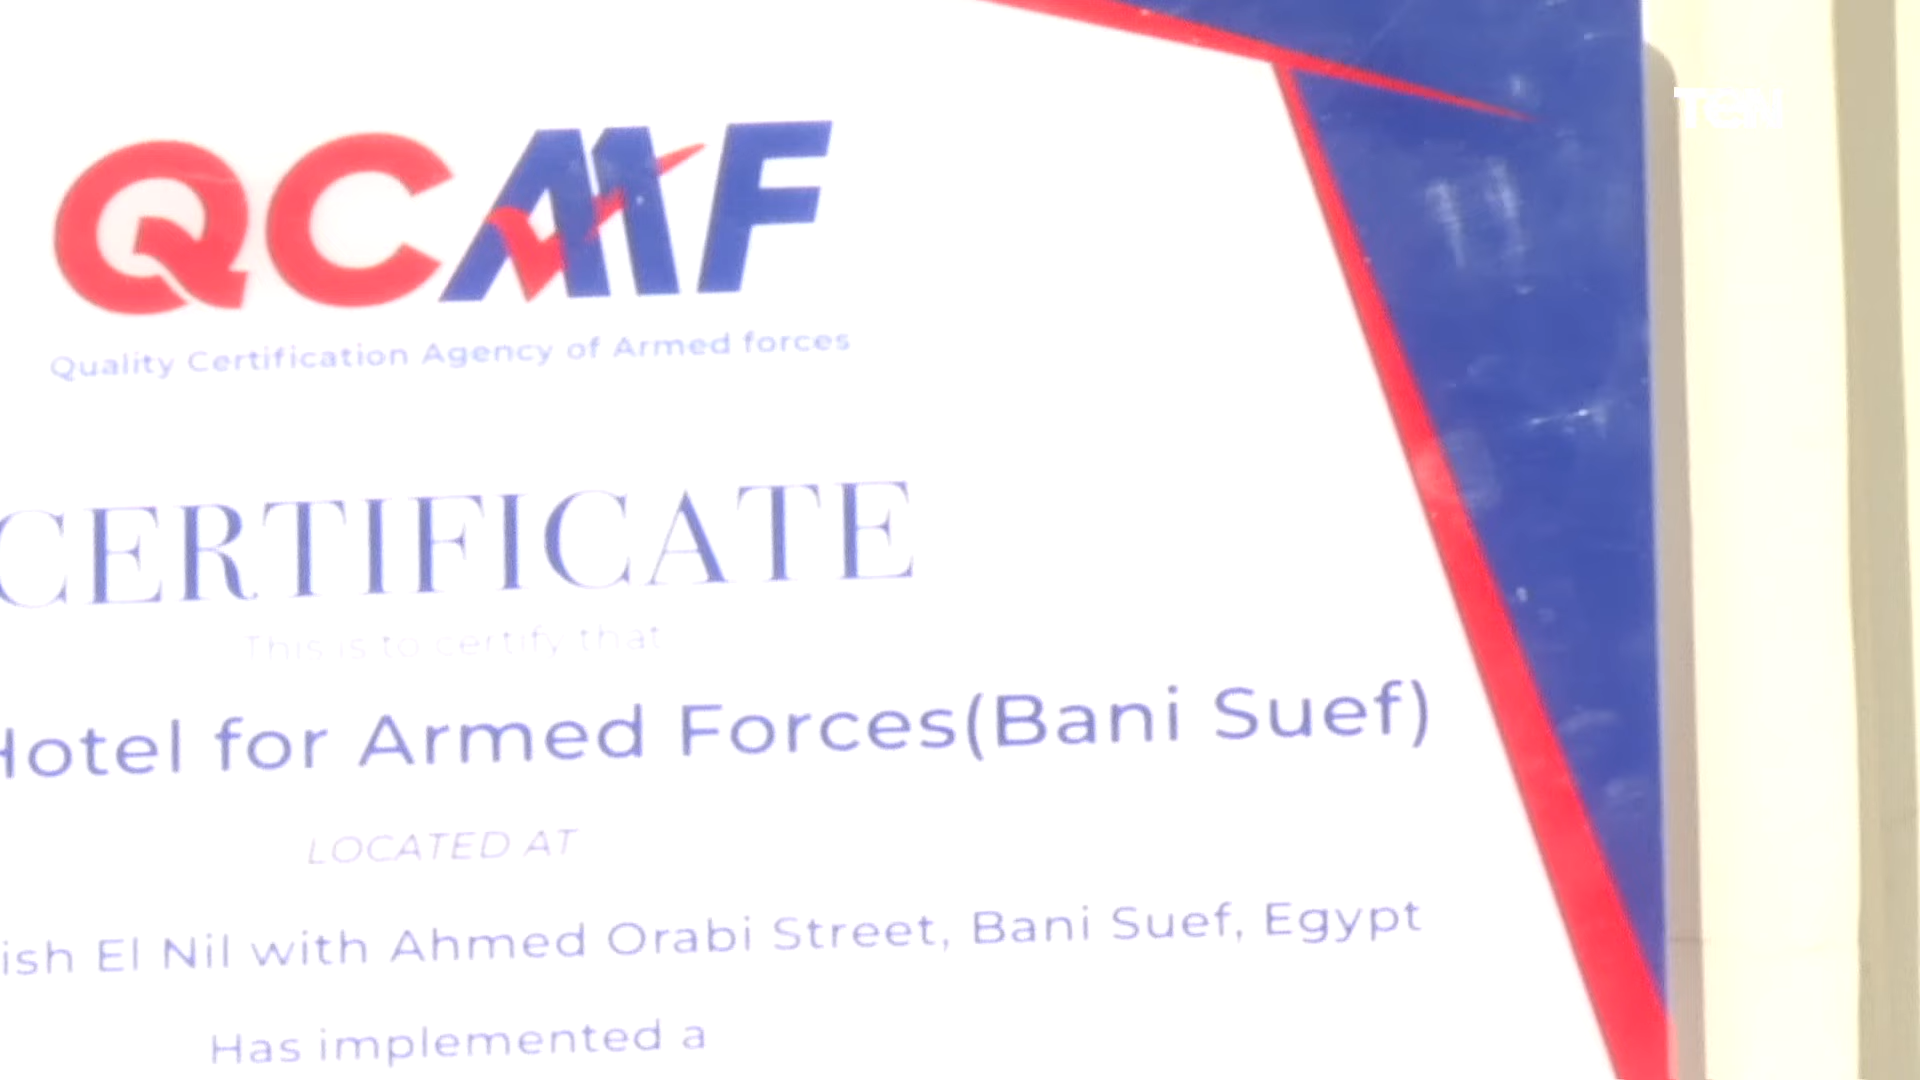 TEN
QCMF
Quality Certification Agency of Armed forces
CERTIFICATE
This is to certify that
Hotel for Armed Forces(Bani Suef)
LOCATED AT
ish El Nil with Ahmed Orabi Street, Bani Suef, Egypt
Has implemented a